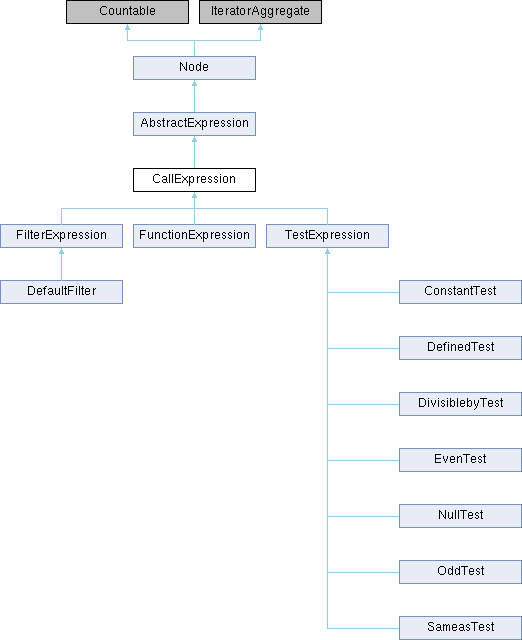 Countable
IteratorAggregate
Node
AbstractExpression
CallExpression
FilterExpression
FunctionExpression
TestExpression
DefaultFilter
ConstantTest
DefinedTest
DivisiblebyTest
EvenTest
NullTest
OddTest
SameasTest